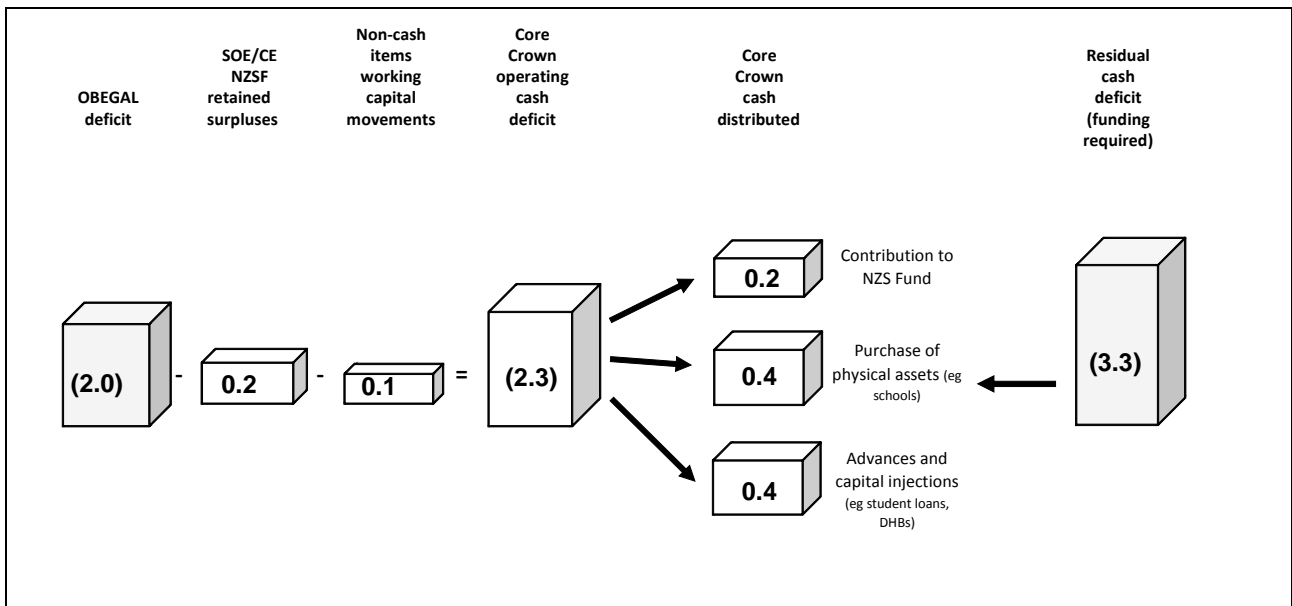 OBEGAL
deficit
SOE/CE
NZSF
retained
surpluses
Non-cash
items
working
capital
movements
Core
Crown
operating
cash
deficit
Core
Crown
cash
distributed
Residual
cash
deficit
(funding
required)
(2.0)
-
0.2
-
0.1
=
(2.3)
0.2
Contribution to
NZS Fund
0.4
Purchase of
physical assets (eg
schools)
0.4
Advances and
capital injections
(eg student loans,
DHBs)
(3.3)